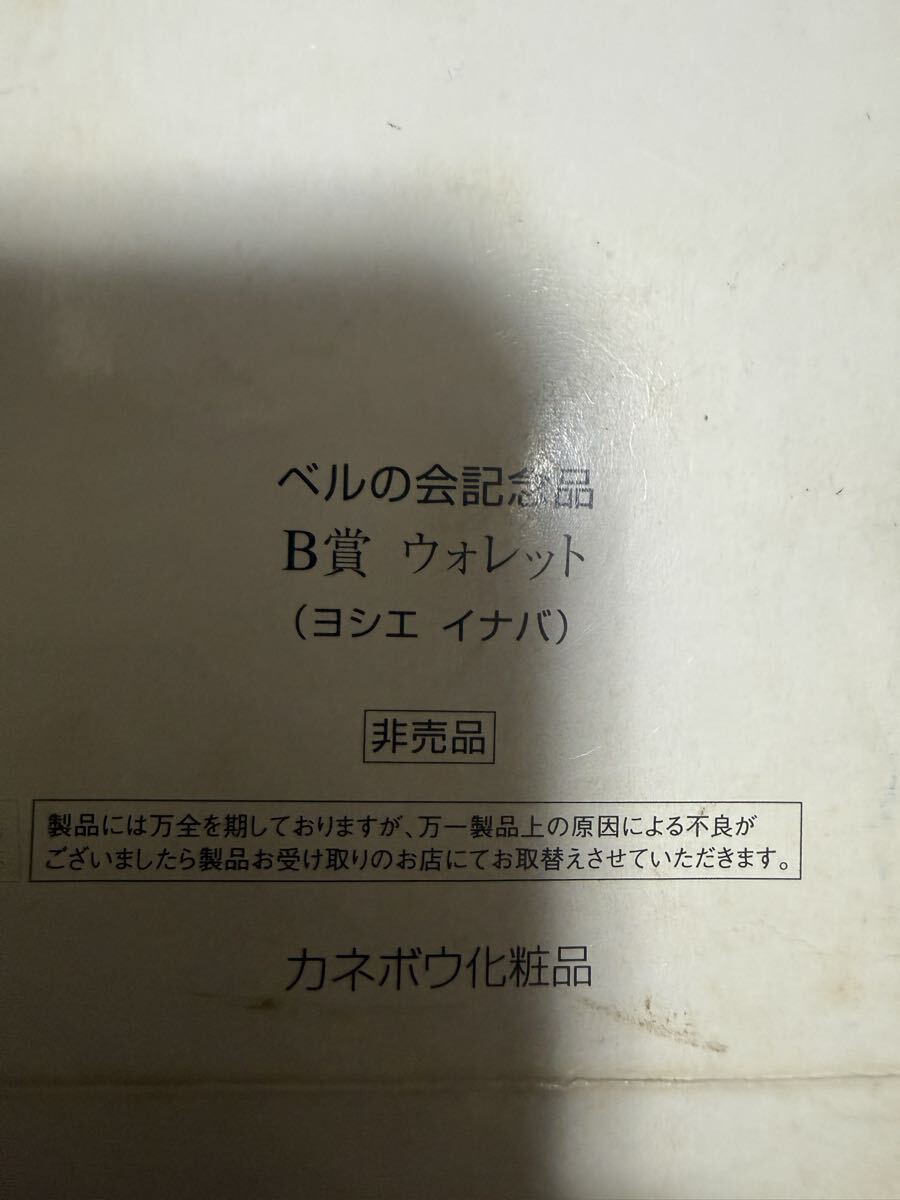 ベルの会記念品
B賞 ウォレット
(ヨシエ イナバ)
非売品
製品には万全を期しておりますが、万一製品上の原因による不良が
ございましたら製品お受け取りのお店にてお取替えさせていただきます。
カネボウ化粧品